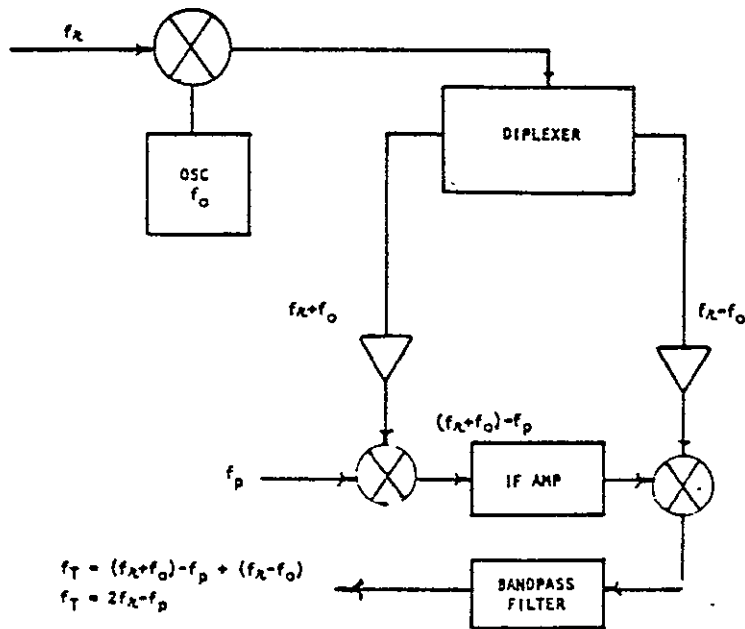 fr
DIPLEXER
OSC
fo
fr+fo
fr-fo
(fr+fo)-fp
fp
IF AMP
fT = (fr+fo)-fp + (fr-fo)
fT = 2fr-fp
BANDPASS
FILTER